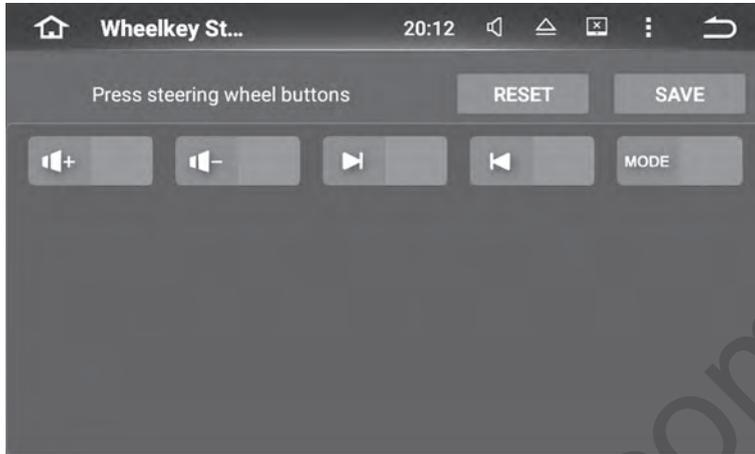 Wheelkey St... 20:12
Press steering wheel buttons RESET SAVE
+ - MODE